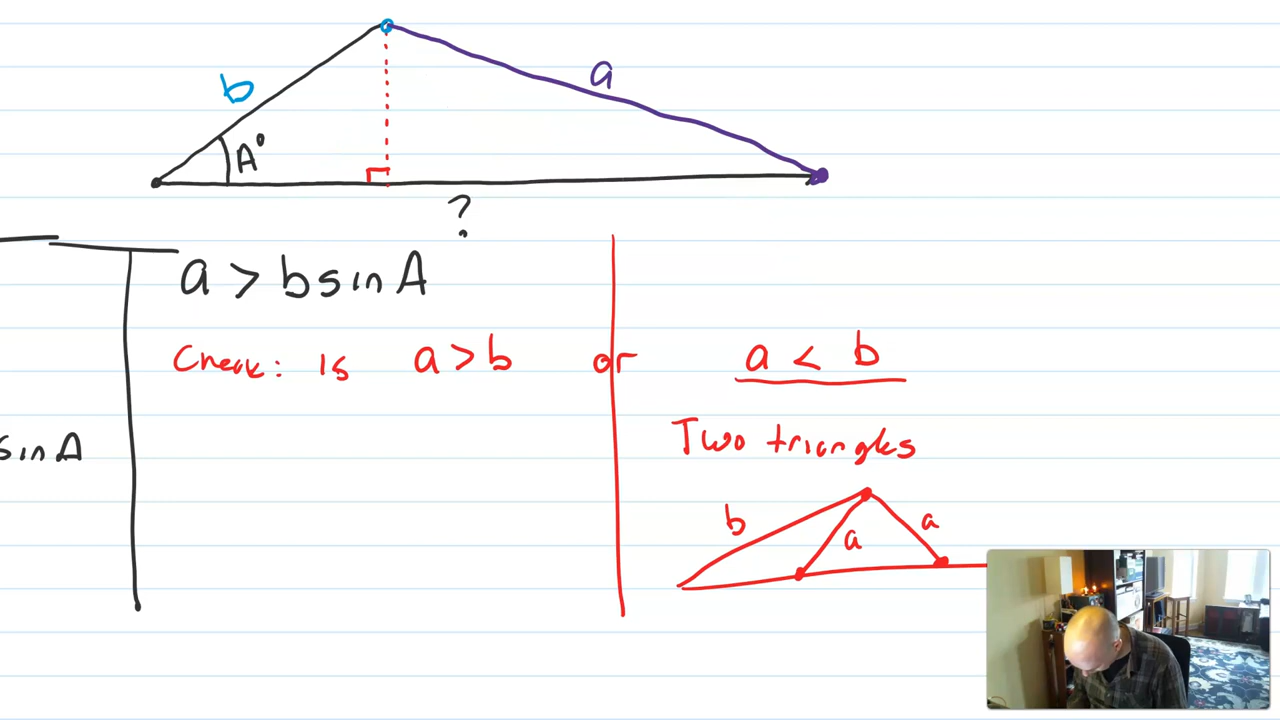 b
a
A°
?
a > b sin A
Check: Is a > b or a < b
sin A
Two triangles
b
a
a